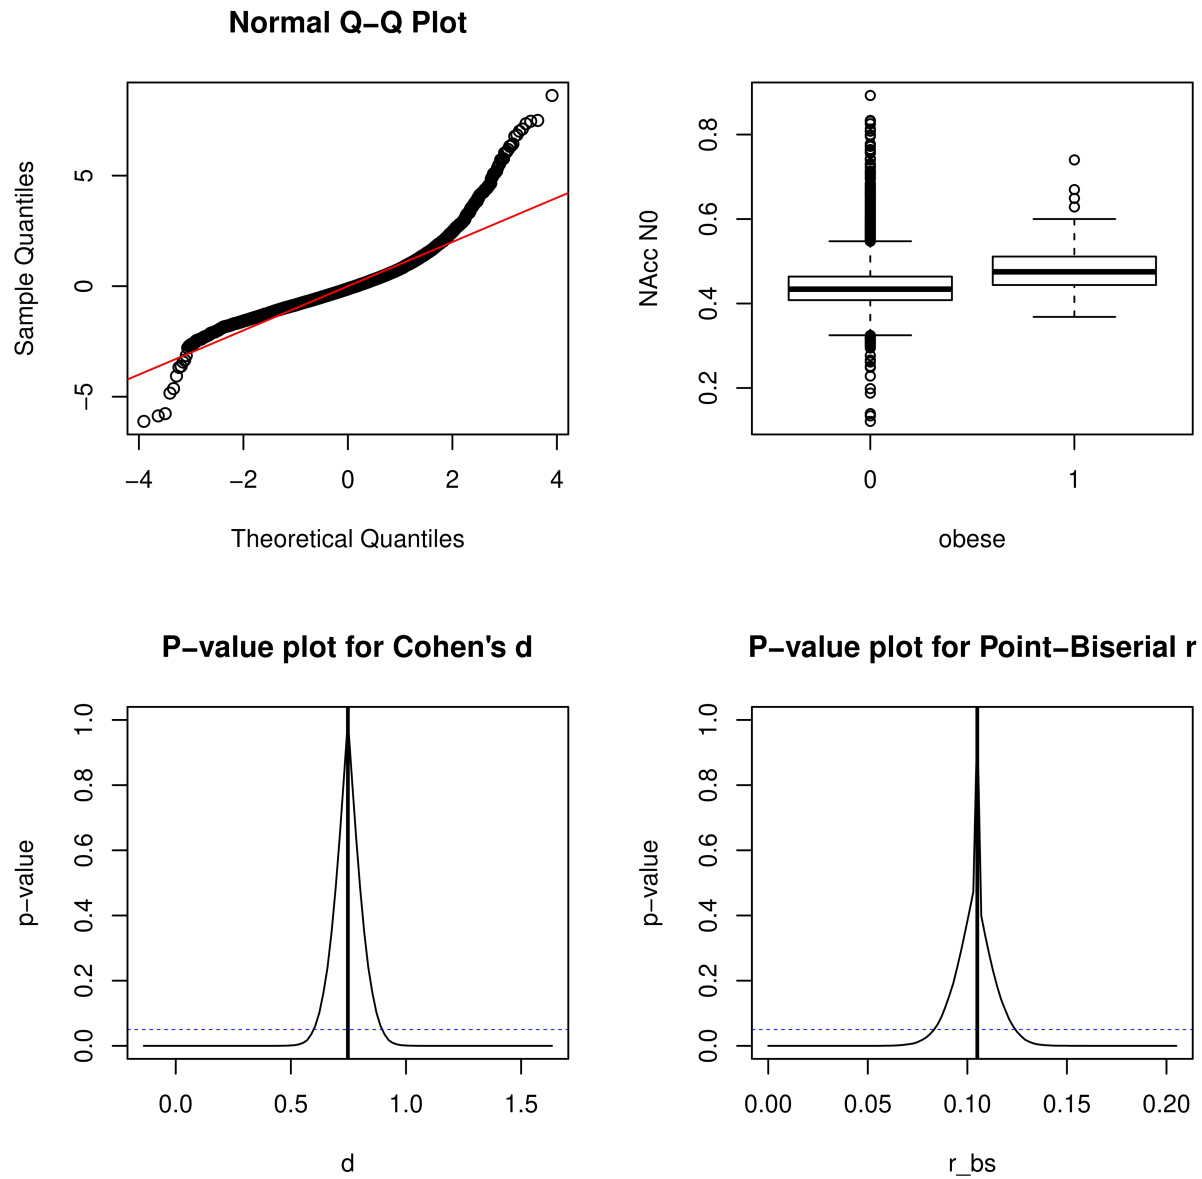 Normal Q−Q Plot
Sample Quantiles
5
0
−5
−4 −2 0 2 4
Theoretical Quantiles
NAcc N0
0.8
0.6
0.4
0.2
0 1
obese
P−value plot for Cohen's d
p−value
1.0
0.8
0.6
0.4
0.2
0.0
0.0 0.5 1.0 1.5
d
P−value plot for Point−Biserial r
p−value
1.0
0.8
0.6
0.4
0.2
0.0
0.00 0.05 0.10 0.15 0.20
r_bs